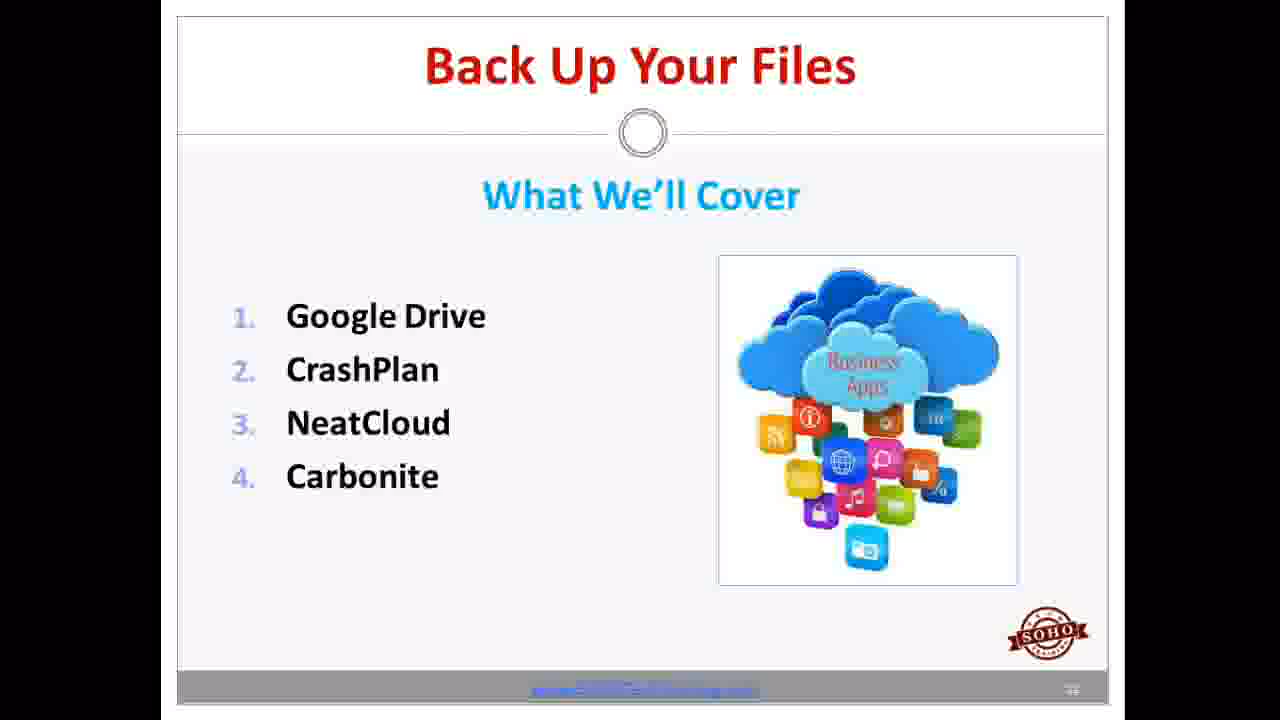 Back Up Your Files
What We'll Cover
1. Google Drive
2. CrashPlan
3. NeatCloud
4. Carbonite
Business
Apps
SOHO